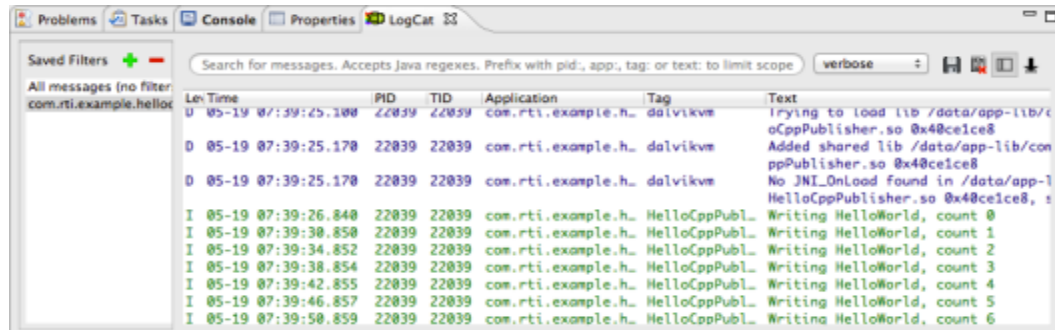 Problems Tasks Console Properties LogCat
Saved Filters
Search for messages. Accepts Java regexes. Prefix with pid:, app:, tag: or text: to limit scope verbose
All messages (no filter
com.rti.example.helloc
Time PID TID Application Tag Text
D 05-19 07:39:25.100 22039 22039 com.rti.example.h… dalvikvm Trying to load lib /data/app-lib/c
oCppPublisher.so 0x40ce1ce8
D 05-19 07:39:25.170 22039 22039 com.rti.example.h… dalvikvm Added shared lib /data/app-lib/con
ppPublisher.so 0x40ce1ce8
D 05-19 07:39:25.170 22039 22039 com.rti.example.h… dalvikvm No JNI_OnLoad found in /data/app-l
HelloCppPublisher.so 0x40ce1ce8, s
I 05-19 07:39:26.840 22039 22039 com.rti.example.h… HelloCppPubl… Writing HelloWorld, count 0
I 05-19 07:39:30.850 22039 22039 com.rti.example.h… HelloCppPubl… Writing HelloWorld, count 1
I 05-19 07:39:34.852 22039 22039 com.rti.example.h… HelloCppPubl… Writing HelloWorld, count 2
I 05-19 07:39:38.854 22039 22039 com.rti.example.h… HelloCppPubl… Writing HelloWorld, count 3
I 05-19 07:39:42.855 22039 22039 com.rti.example.h… HelloCppPubl… Writing HelloWorld, count 4
I 05-19 07:39:46.857 22039 22039 com.rti.example.h… HelloCppPubl… Writing HelloWorld, count 5
I 05-19 07:39:50.859 22039 22039 com.rti.example.h… HelloCppPubl… Writing HelloWorld, count 6